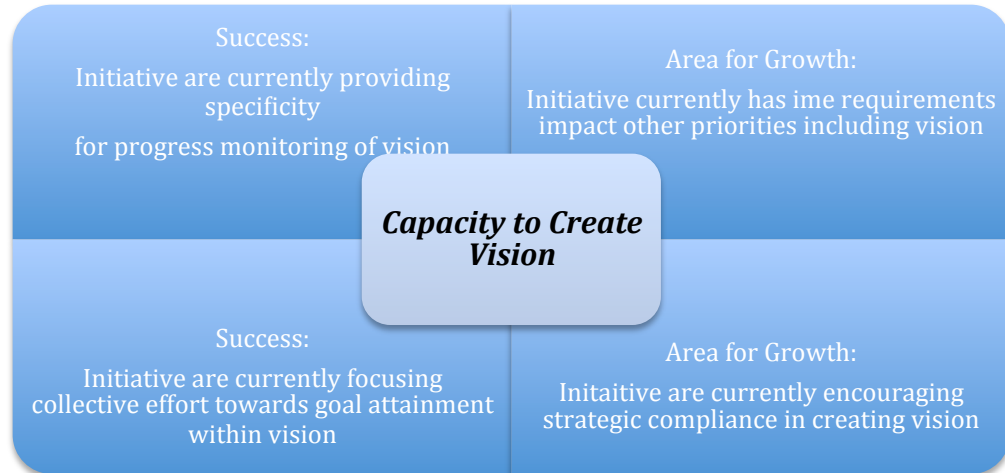 Success:
Initiative are currently providing
specificity
for progress monitoring of vision
Area for Growth:
Initiative currently has ime requirements
impact other priorities including vision
Capacity to Create
Vision
Success:
Initiative are currently focusing
collective effort towards goal attainment
within vision
Area for Growth:
Initaitive are currently encouraging
strategic compliance in creating vision